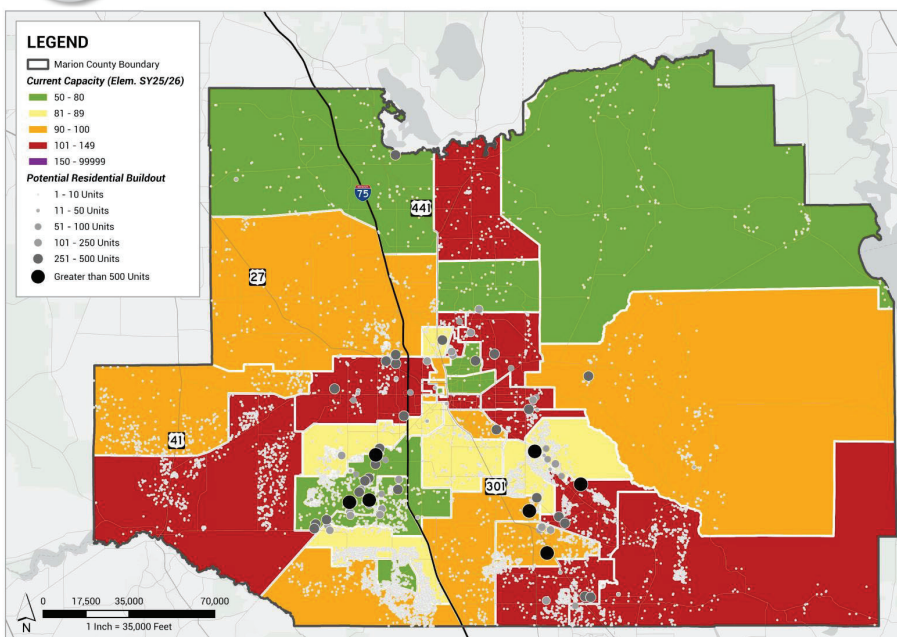 LEGEND
Marion County Boundary
Current Capacity (Elem. SY25/26)
50 - 80
81 - 89
90 - 100
101 - 149
150 - 99999
Potential Residential Buildout
1 - 10 Units
11 - 50 Units
51 - 100 Units
101 - 250 Units
251 - 500 Units
Greater than 500 Units
75
441
27
41
301
0 17,500 35,000 70,000
N
1 Inch = 35,000 Feet